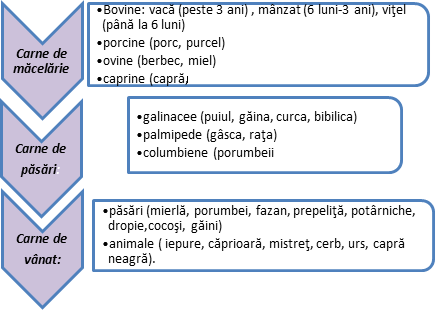 Carne de
măcelărie
•Bovine: vacă (peste 3 ani) , mânzat (6 luni-3 ani), viţel
(până la 6 luni)
•porcine (porc, purcel)
•ovine (berbec, miel)
•caprine (capră,
Carne de
păsări:
•galinacee (puiul, găina, curca, bibilica)
•palmipede (gâsca, raţa)
•columbiene (porumbeii
Carne de
vânat:
•păsări (mierlă, porumbei, fazan, prepeliţă, potârniche,
dropie,cocoşi, găini)
•animale ( iepure, căprioară, mistreţ, cerb, urs, capră
neagră).